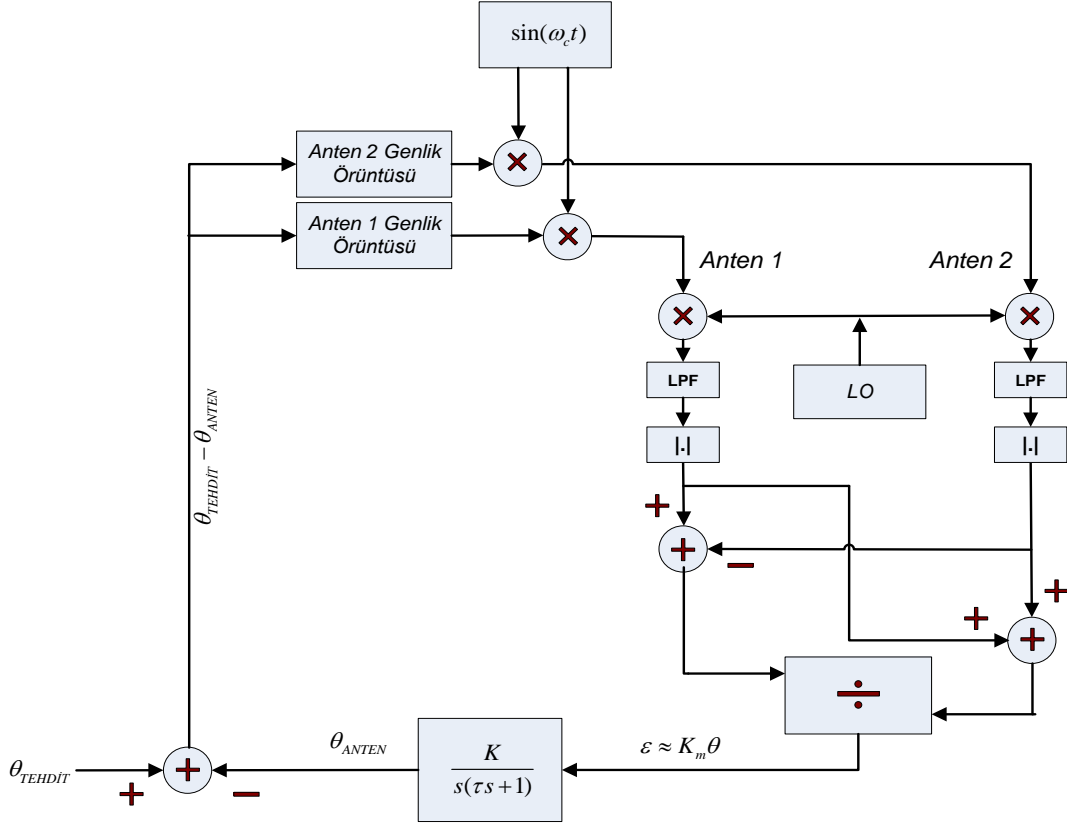 sin(ω_c t)
Anten 2 Genlik
Örüntüsü
×
Anten 1 Genlik
Örüntüsü
×
Anten 1
Anten 2
×
×
LPF
LO
LPF
|.|
|.|
θ_TEHDİT − θ_ANTEN
+
+
−
+
+
+
÷
θ_TEHDİT
+
+
−
θ_ANTEN
K
s(τs+1)
ε ≈ K_m θ